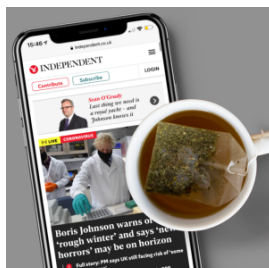 15:46
independent.co.uk
INDEPENDENT
LOGIN
Contribute
Subscribe
Sean O'Grady
Last thing we need is
a royal yacht – and
Johnson knows it
LIVE CORONAVIRUS
Boris Johnson warns of
'rough winter' and says 'new
horrors' may be on horizon
Full story: PM says UK still facing risk of 'some